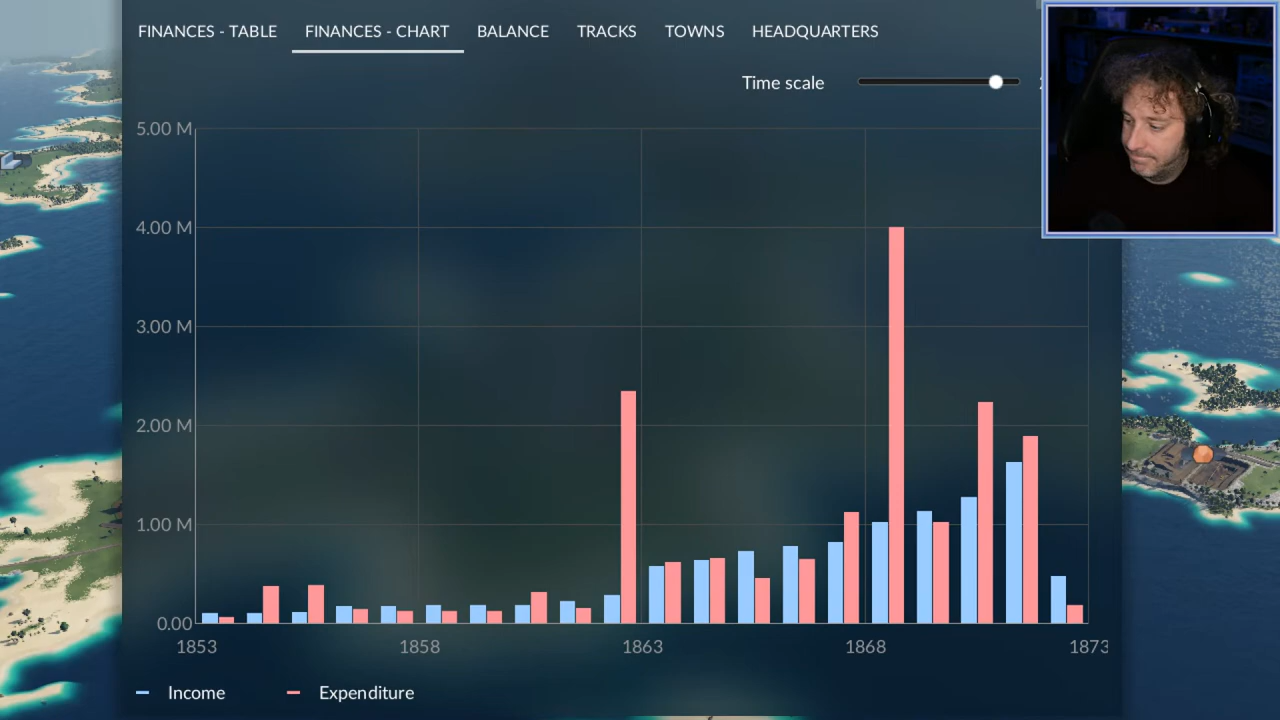 FINANCES - TABLE FINANCES - CHART BALANCE TRACKS TOWNS HEADQUARTERS
Time scale
5.00 M
4.00 M
3.00 M
2.00 M
1.00 M
0.00
1853 1858 1863 1868 1873
Income Expenditure